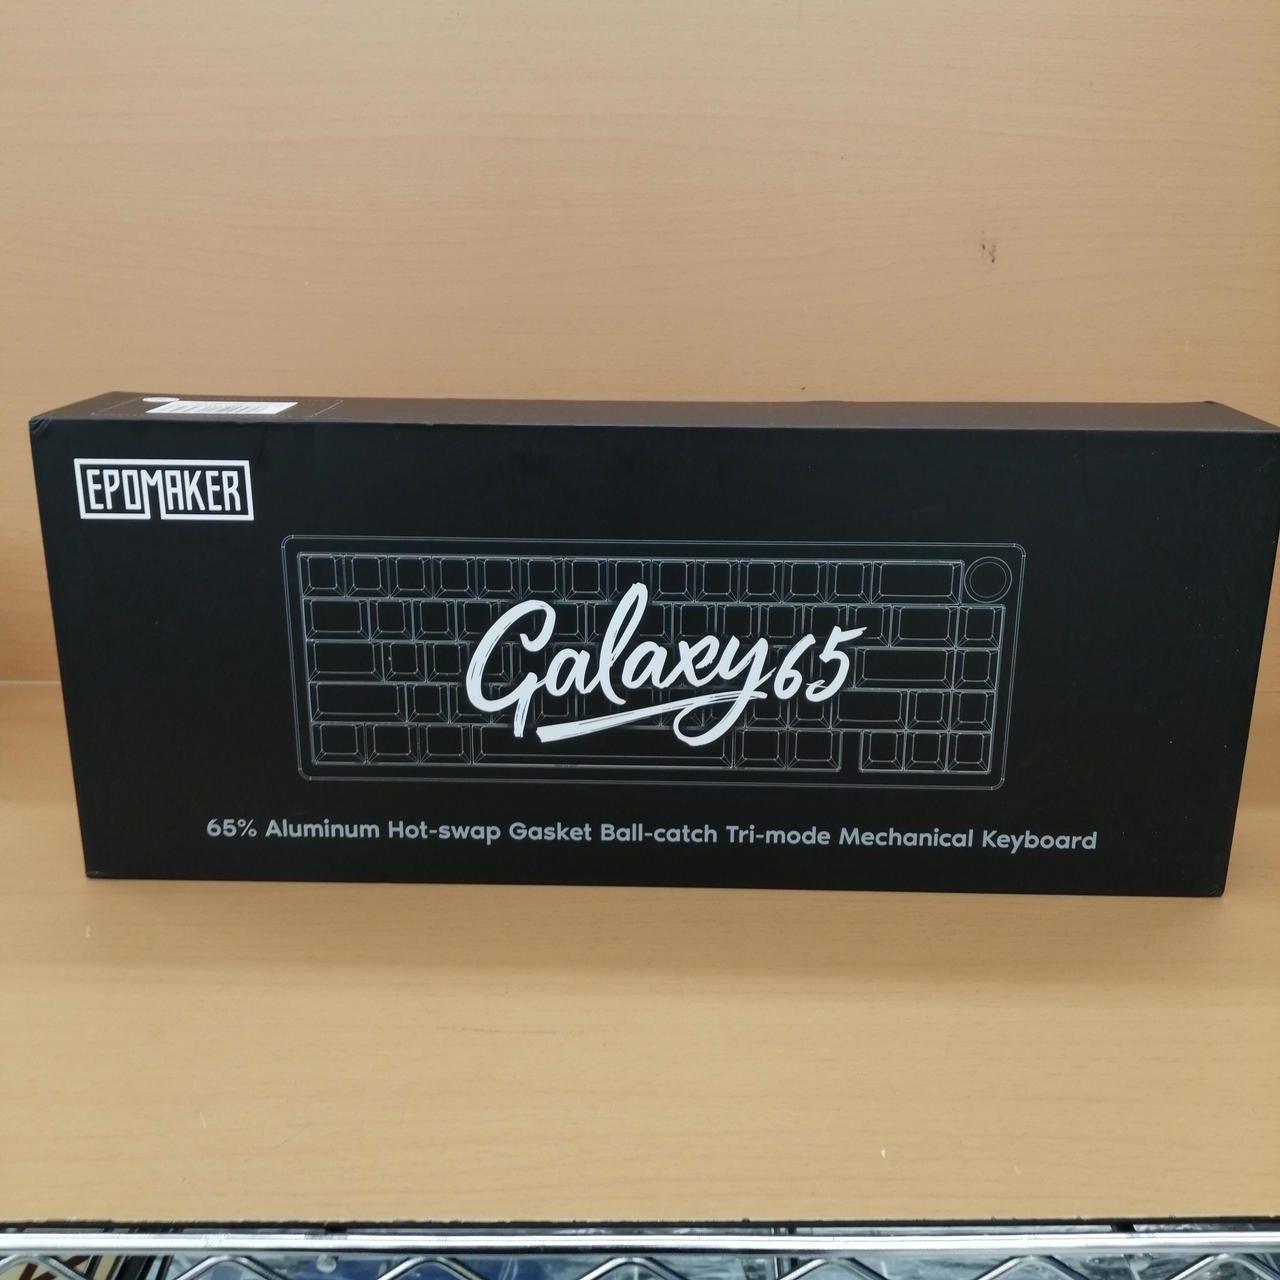 EPOMAKER
Galaxy65
65% Aluminum Hot-swap Gasket Ball-catch Tri-mode Mechanical Keyboard